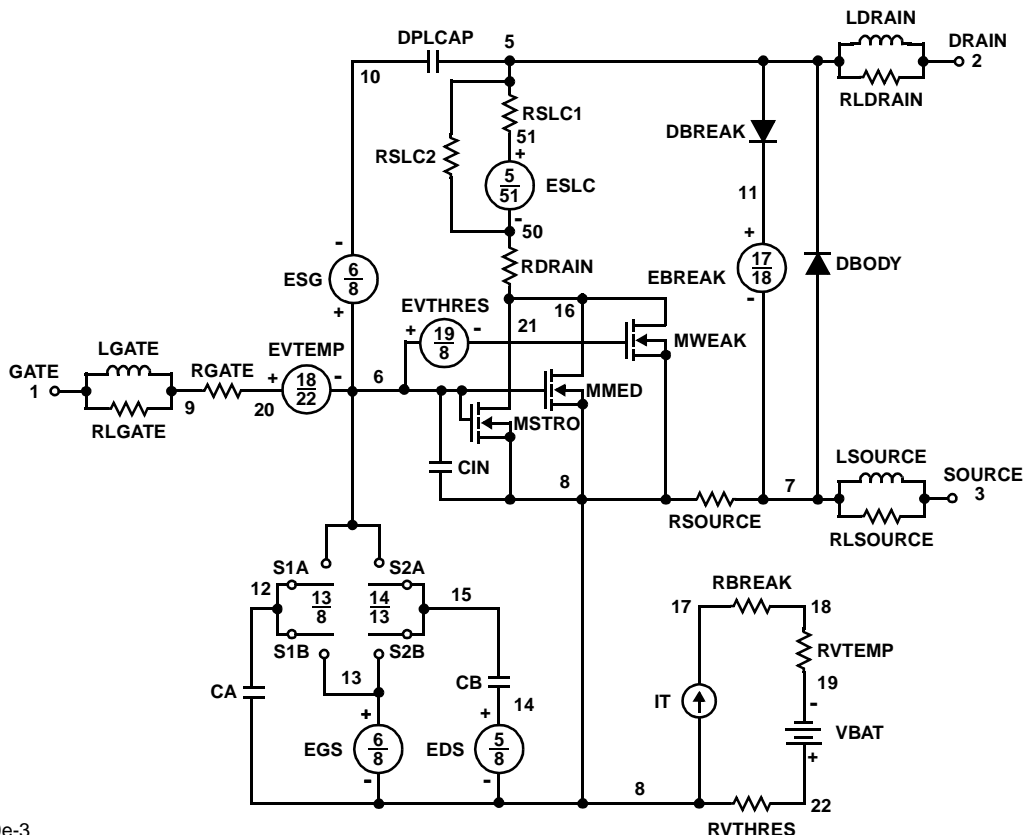 LDRAIN
DPLCAP
5
DRAIN
2
10
RLDRAIN
RSLC1
DBREAK
51
+
RSLC2
5
51
ESLC
11
-
50
-
+
17
18
DBODY
RDRAIN
EBREAK
6
8
ESG
-
EVTHRES
16
+
21
+
19
8
-
MWEAK
LGATE
EVTEMP
GATE
1
RGATE
+
18
22
-
6
MMED
9
20
MSTRO
RLGATE
LSOURCE
CIN
8
7
SOURCE
3
RSOURCE
RLSOURCE
S1A
S2A
12
13
8
14
13
15
RBREAK
17
18
S1B
S2B
RVTEMP
13
CB
19
CA
14
IT
-
+
+
VBAT
EGS
6
8
EDS
5
8
+
-
-
8
22
RVTHRES
e-3